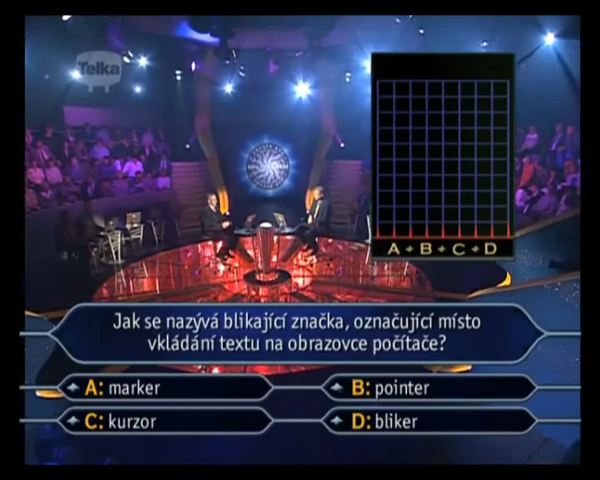 Telka
A B C D
Jak se nazývá blikající značka, označující místo
vkládání textu na obrazovce počítače?
A: marker
B: pointer
C: kurzor
D: bliker